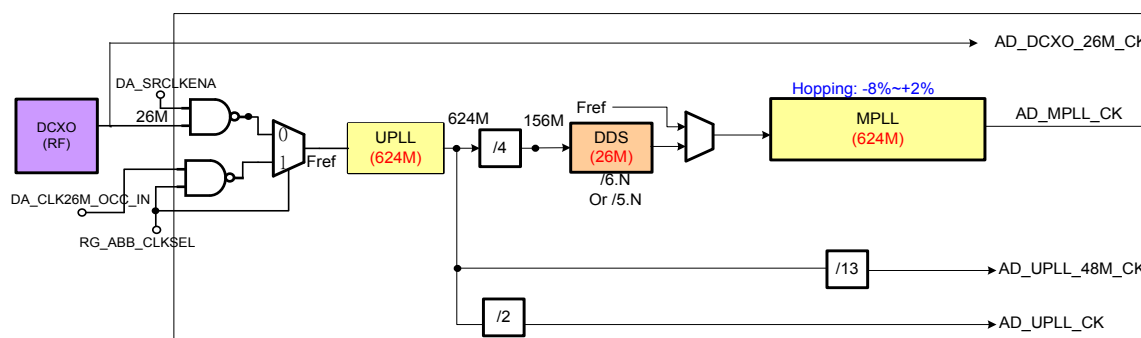 AD_DCXO_26M_CK
DA_SRCLKENA
Hopping: -8%~+2%
DCXO
(RF)
26M
0
1
Fref
UPLL
(624M)
624M
/4
156M
Fref
DDS
(26M)
/6.N
Or /5.N
MPLL
(624M)
AD_MPLL_CK
DA_CLK26M_OCC_IN
RG_ABB_CLKSEL
/13
AD_UPLL_48M_CK
/2
AD_UPLL_CK